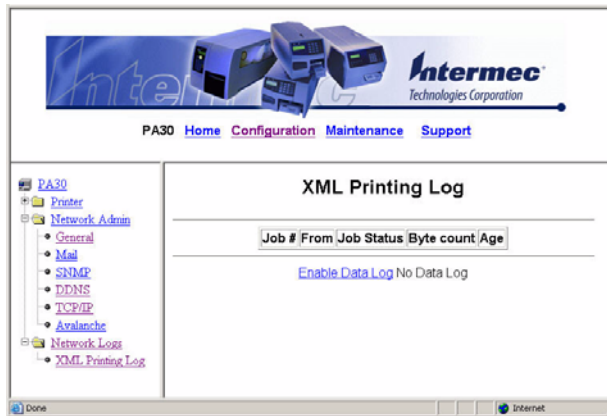 Intermec
Intermec
Technologies Corporation
PA30 Home Configuration Maintenance Support
PA30
Printer
Network Admin
General
Mail
SNMP
DDNS
TCP/IP
Avalanche
Network Logs
XML Printing Log
XML Printing Log
Job # From Job Status Byte count Age
Enable Data Log No Data Log
Done
Internet